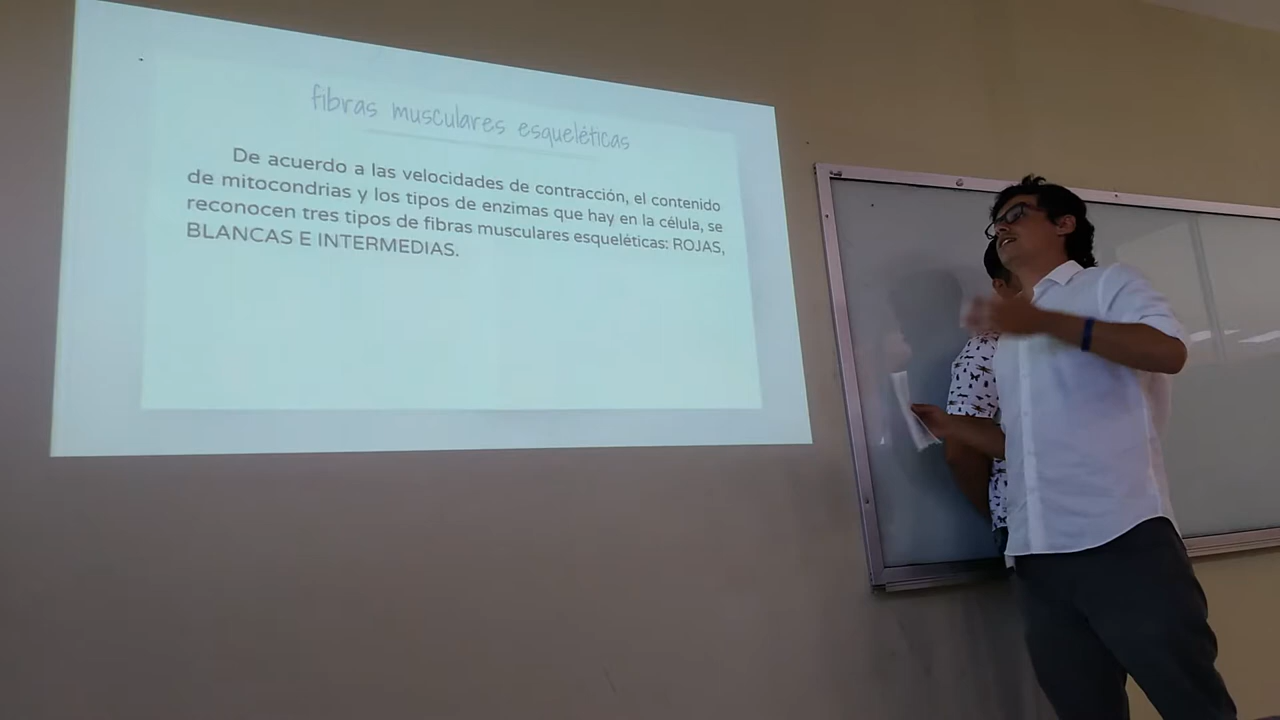 fibras musculares esqueléticas
De acuerdo a las velocidades de contracción, el contenido
de mitocondrias y los tipos de enzimas que hay en la célula, se
reconocen tres tipos de fibras musculares esqueléticas: ROJAS,
BLANCAS E INTERMEDIAS.